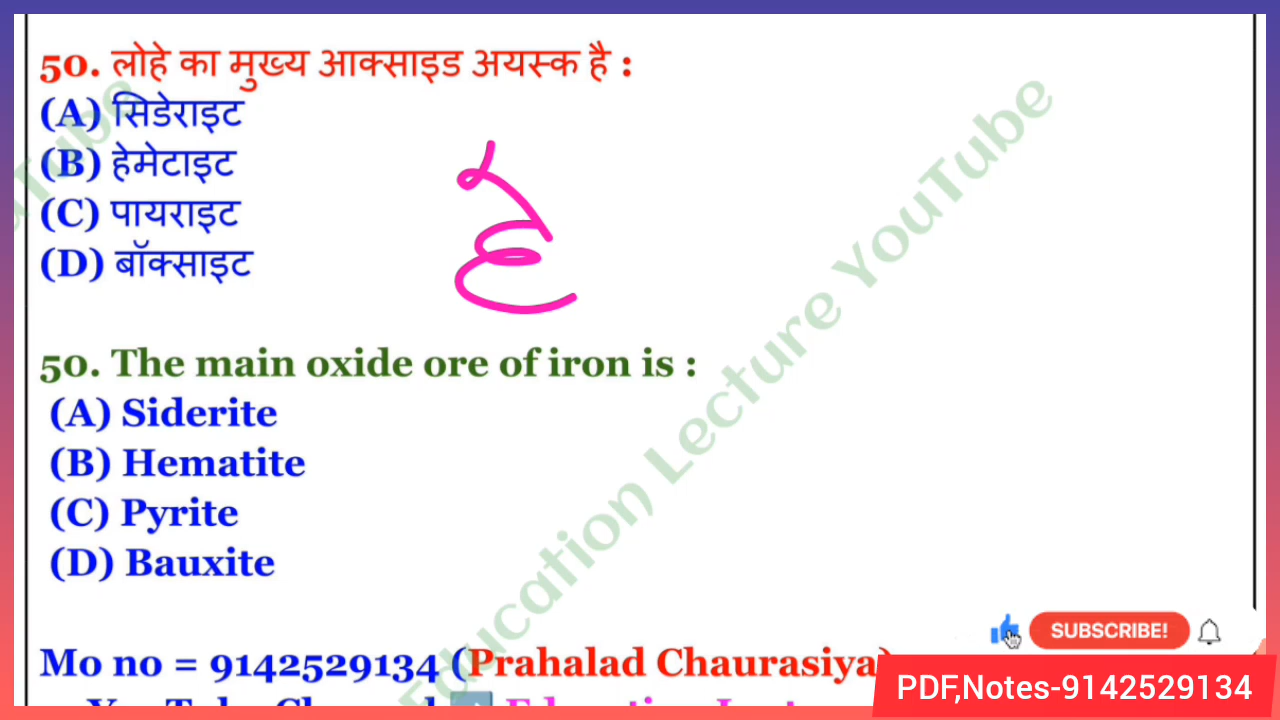 50. लोहे का मुख्य आक्साइड अयस्क है :
(A) सिडेराइट
(B) हेमेटाइट
(C) पायराइट
(D) बॉक्साइट
50. The main oxide ore of iron is :
(A) Siderite
(B) Hematite
(C) Pyrite
(D) Bauxite
Education Lecture YouTube
SUBSCRIBE!
Mo no = 9142529134 (Prahalad Chaurasiya)
PDF,Notes-9142529134